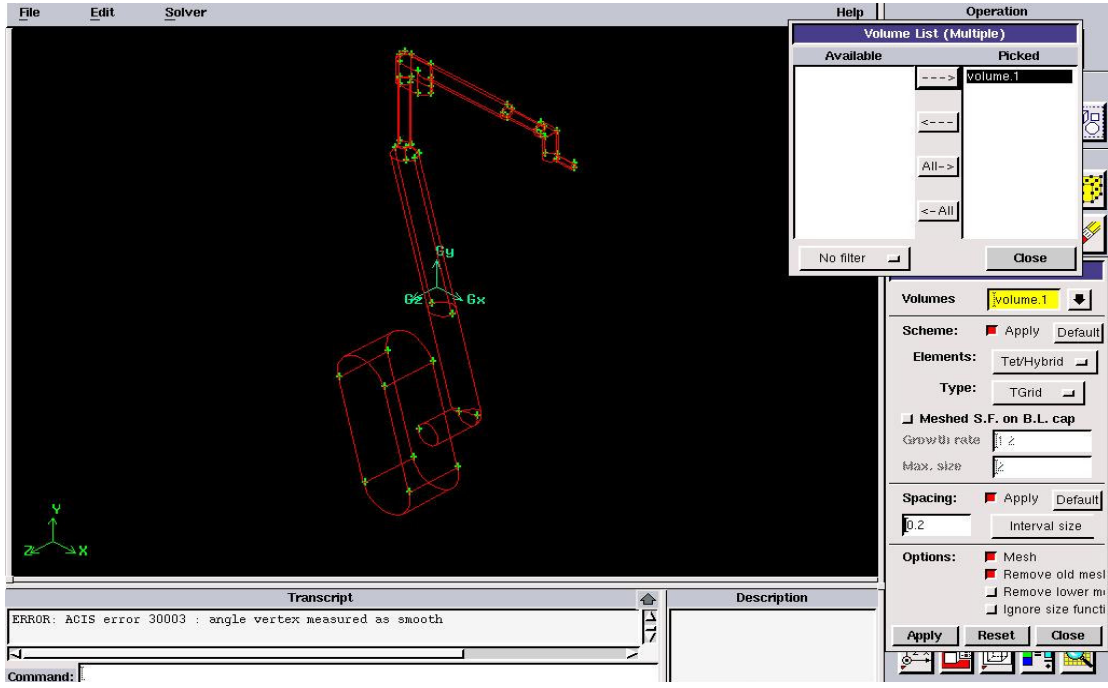 File Edit Solver Help
Operation
Volume List (Multiple)
Available Picked
---> volume.1
<---
All->
<-All
No filter Close
Gy
Gz Gx
Volumes volume.1
Scheme: Apply Default
Elements: Tet/Hybrid
Type: TGrid
Meshed S.F. on B.L. cap
Growth rate 1.2
Max. size 2
Spacing: Apply Default
0.2 Interval size
Options: Mesh
Remove old mesl
Remove lower m
Ignore size functi
Apply Reset Close
Y
Z X
Transcript Description
ERROR: ACIS error 30003 : angle vertex measured as smooth
Command: